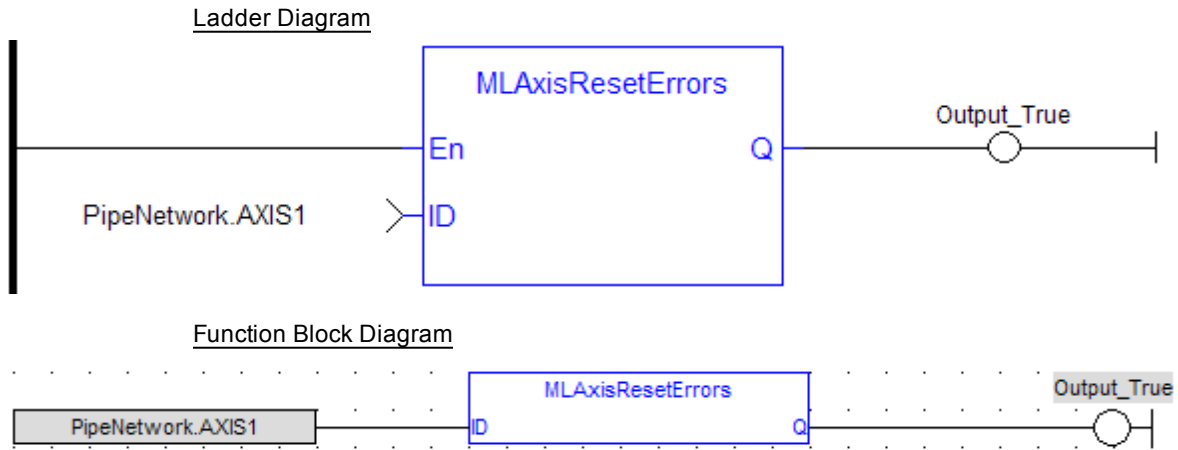 Ladder Diagram
MLAxisResetErrors
Output_True
En
Q
PipeNetwork.AXIS1
ID
Function Block Diagram
MLAxisResetErrors
Output_True
PipeNetwork.AXIS1
ID
Q